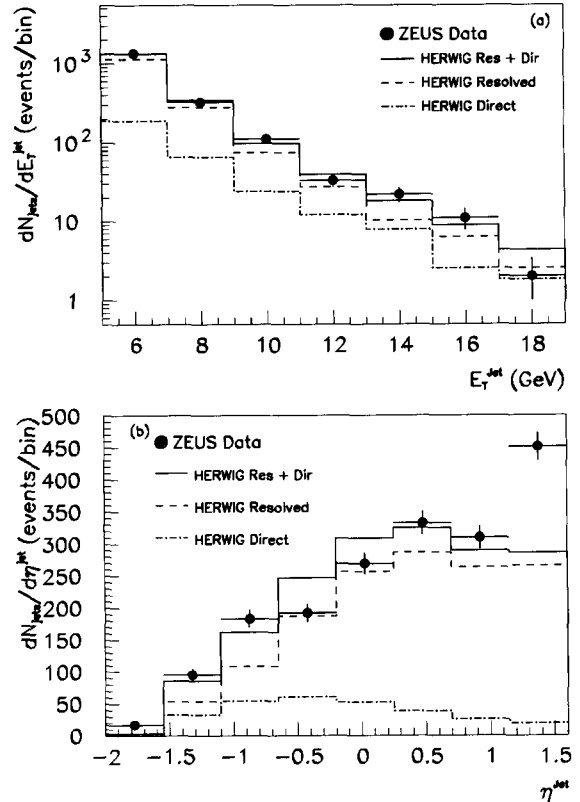 (a)
ZEUS Data
HERWIG Res + Dir
HERWIG Resolved
HERWIG Direct
dN_jets/dE_T^jet (events/bin)
10^3
10^2
10
1
6 8 10 12 14 16 18
E_T^Jet (GeV)
(b)
ZEUS Data
HERWIG Res + Dir
HERWIG Resolved
HERWIG Direct
dN_jets/dη^jet (events/bin)
500
450
400
350
300
250
200
150
100
50
0
-2 -1.5 -1 -0.5 0 0.5 1 1.5
η^Jet